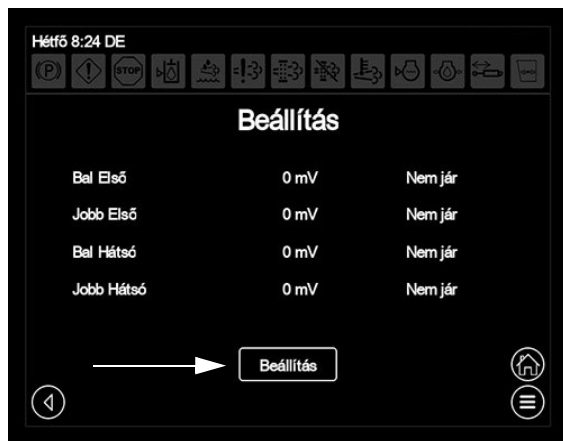 Hétfő 8:24 DE
(P) STOP
Beállítás
Bal Első 0 mV Nem jár
Jobb Első 0 mV Nem jár
Bal Hátsó 0 mV Nem jár
Jobb Hátsó 0 mV Nem jár
Beállítás